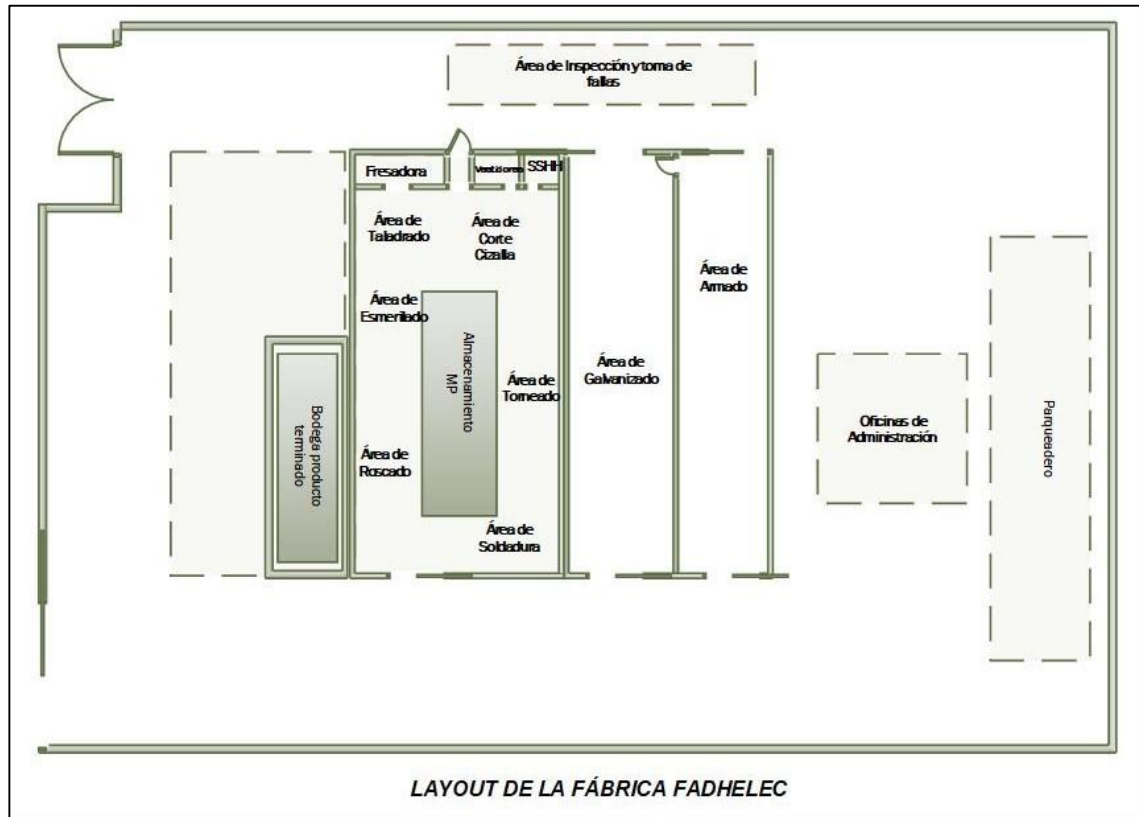 Área de Inspección y toma de
fallas
Fresadora
SSHH
Área de
Taladrado
Área de
Corte
Cizalla
Área de
Esmerilado
Almacenamiento
MP
Área de
Torneado
Área de
Roscado
Área de
Soldadura
Bodega producto
terminado
Área de
Galvanizado
Área de
Armado
Oficinas de
Administración
Parqueadero
LAYOUT DE LA FÁBRICA FADHELEC